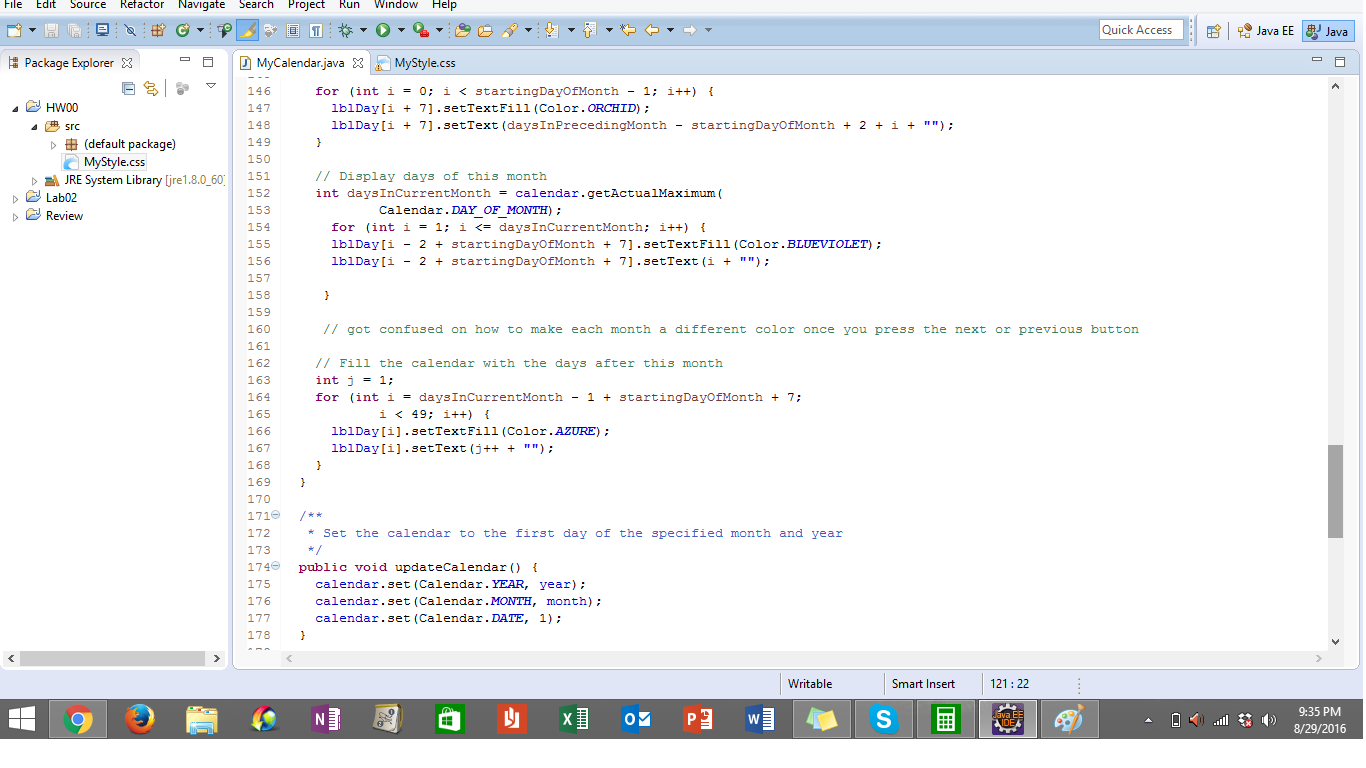 File Edit Source Refactor Navigate Search Project Run Window Help
Quick Access Java EE Java
Package Explorer
MyCalendar.java MyStyle.css
HW00
src
(default package)
MyStyle.css
JRE System Library [jre1.8.0_60]
Lab02
Review
146 for (int i = 0; i < startingDayOfMonth - 1; i++) {
147 lblDay[i + 7].setTextFill(Color.ORCHID);
148 lblDay[i + 7].setText(daysInPrecedingMonth - startingDayOfMonth + 2 + i + "");
149 }
150
151 // Display days of this month
152 int daysInCurrentMonth = calendar.getActualMaximum(
153 Calendar.DAY_OF_MONTH);
154 for (int i = 1; i <= daysInCurrentMonth; i++) {
155 lblDay[i - 2 + startingDayOfMonth + 7].setTextFill(Color.BLUEVIOLET);
156 lblDay[i - 2 + startingDayOfMonth + 7].setText(i + "");
157
158 }
159
160 // got confused on how to make each month a different color once you press the next or previous button
161
162 // Fill the calendar with the days after this month
163 int j = 1;
164 for (int i = daysInCurrentMonth - 1 + startingDayOfMonth + 7;
165 i < 49; i++) {
166 lblDay[i].setTextFill(Color.AZURE);
167 lblDay[i].setText(j++ + "");
168 }
169 }
170
171 /**
172 * Set the calendar to the first day of the specified month and year
173 */
174 public void updateCalendar() {
175 calendar.set(Calendar.YEAR, year);
176 calendar.set(Calendar.MONTH, month);
177 calendar.set(Calendar.DATE, 1);
178 }
Writable Smart Insert 121 : 22
9:35 PM
8/29/2016